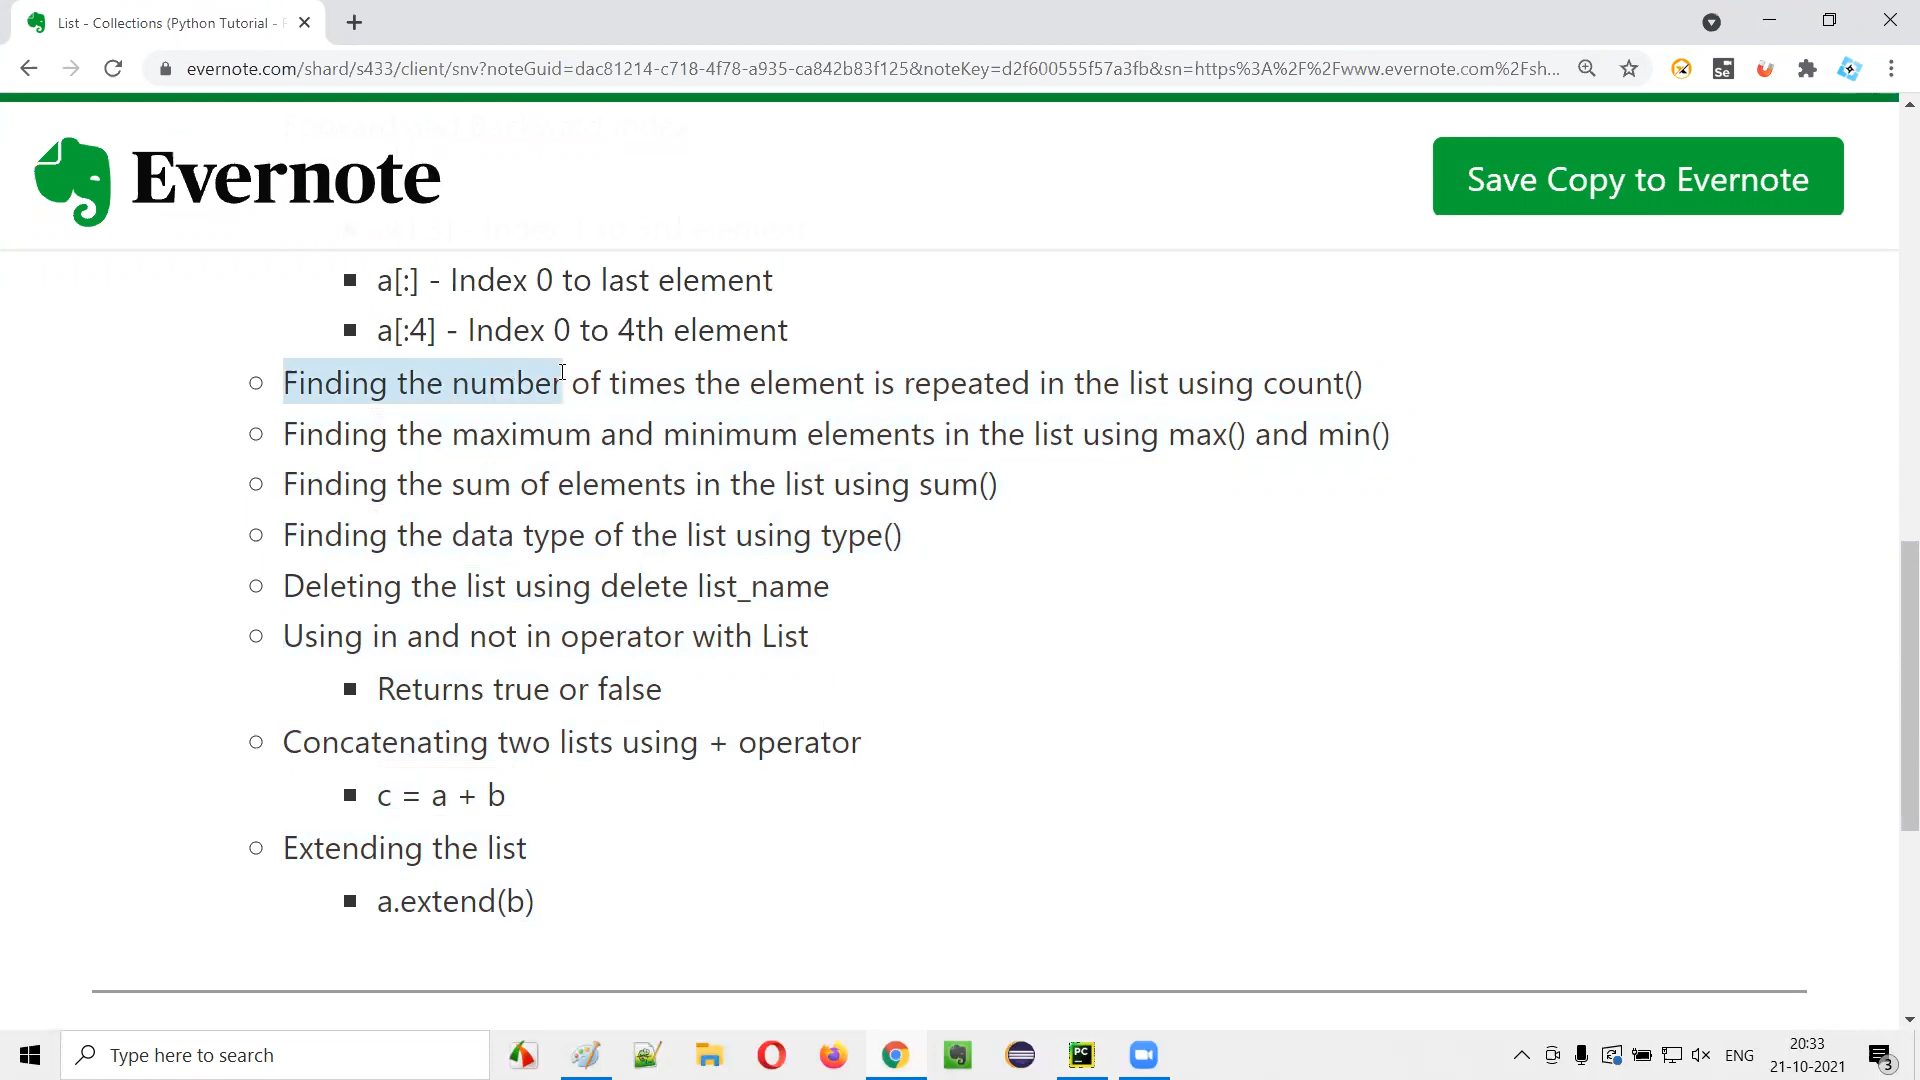 List - Collections (Python Tutorial -
evernote.com/shard/s433/client/snv?noteGuid=dac81214-c718-4f78-a935-ca842b83f125&noteKey=d2f600555f57a3fb&sn=https%3A%2F%2Fwww.evernote.com%2Fsh...
Se
Evernote
Save Copy to Evernote
a[:] - Index 0 to last element
a[:4] - Index 0 to 4th element
Finding the number of times the element is repeated in the list using count()
Finding the maximum and minimum elements in the list using max() and min()
Finding the sum of elements in the list using sum()
Finding the data type of the list using type()
Deleting the list using delete list_name
Using in and not in operator with List
Returns true or false
Concatenating two lists using + operator
c = a + b
Extending the list
a.extend(b)
Type here to search
PC
ENG
20:33
21-10-2021
3